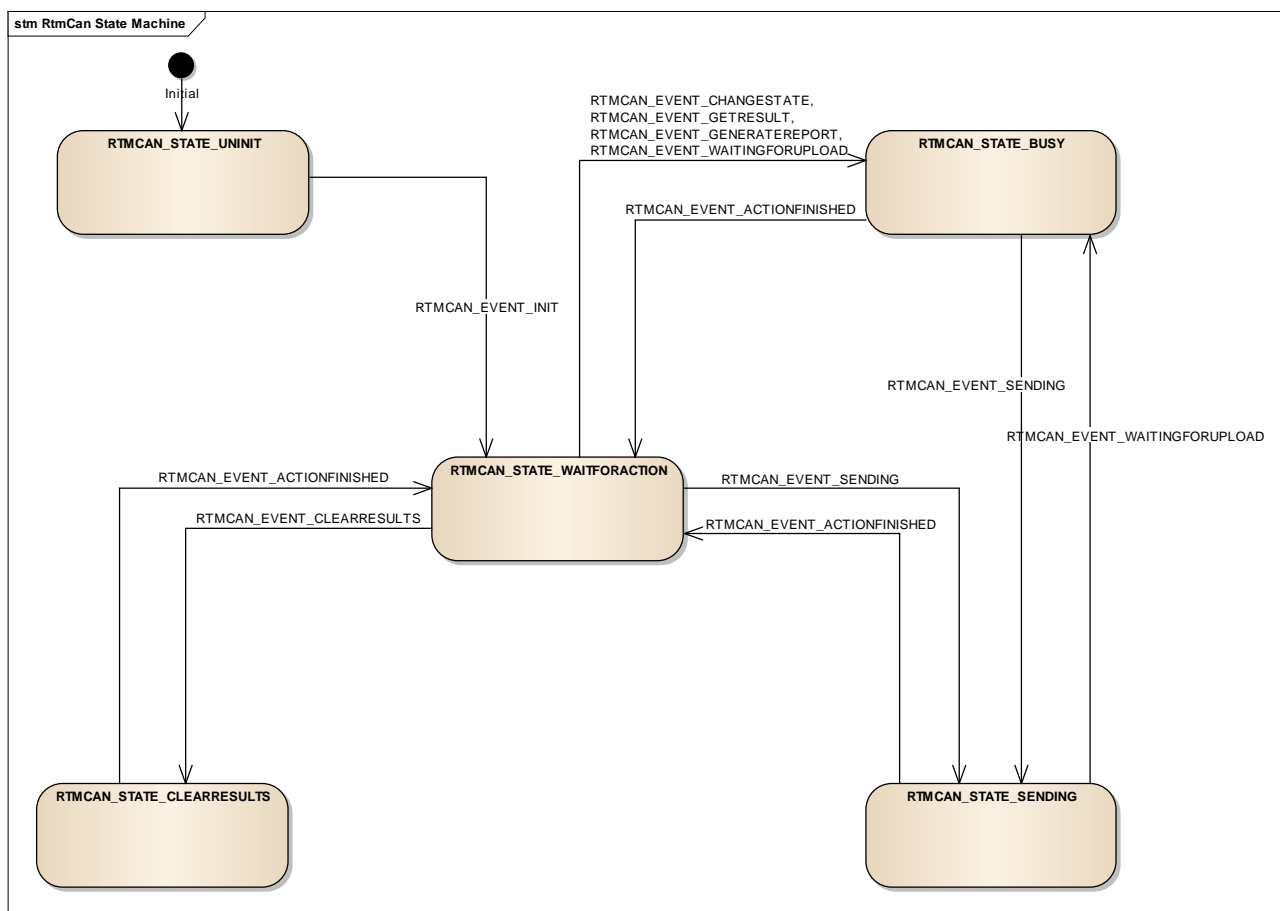 stm RtmCan State Machine
Initial
RTMCAN_STATE_UNINIT
RTMCAN_EVENT_CHANGESTATE,
RTMCAN_EVENT_GETRESULT,
RTMCAN_EVENT_GENERATEREPORT,
RTMCAN_EVENT_WAITINGFORUPLOAD
RTMCAN_STATE_BUSY
RTMCAN_EVENT_ACTIONFINISHED
RTMCAN_EVENT_INIT
RTMCAN_EVENT_SENDING
RTMCAN_EVENT_WAITINGFORUPLOAD
RTMCAN_STATE_WAITFORACTION
RTMCAN_EVENT_ACTIONFINISHED
RTMCAN_EVENT_SENDING
RTMCAN_EVENT_CLEARRESULTS
RTMCAN_EVENT_ACTIONFINISHED
RTMCAN_STATE_CLEARRESULTS
RTMCAN_STATE_SENDING